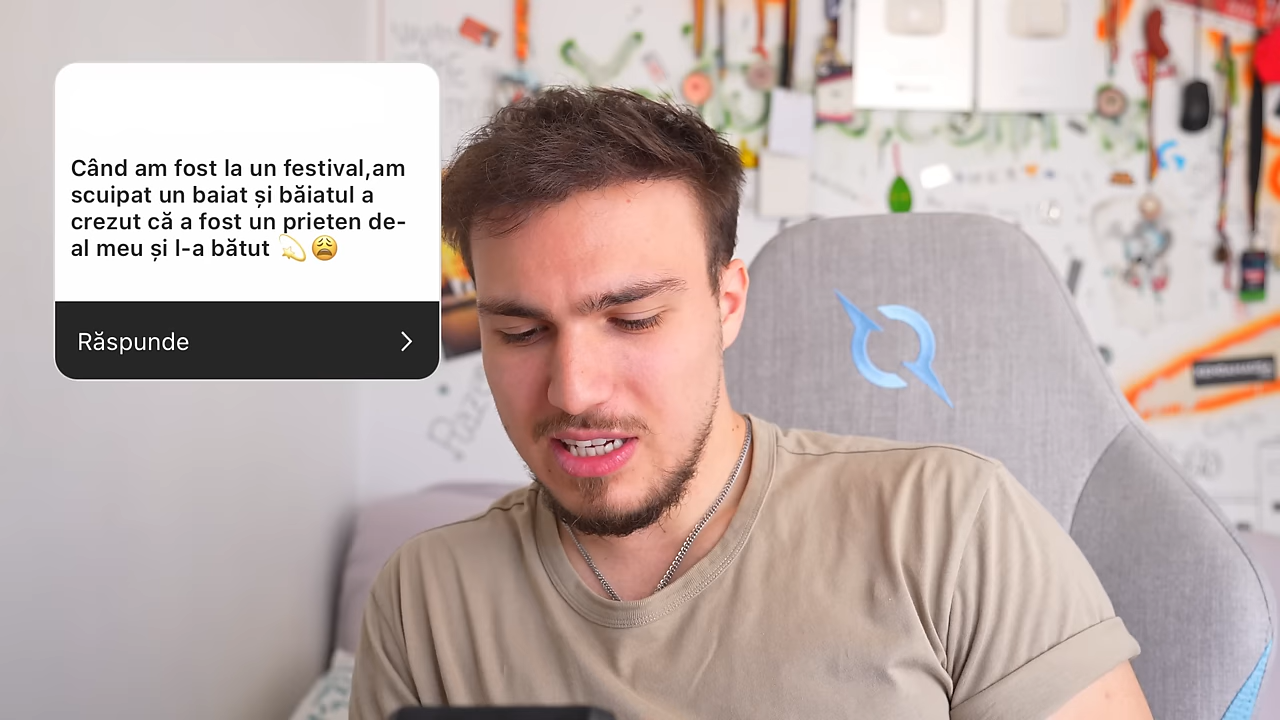 Când am fost la un festival,am
scuipat un baiat și băiatul a
crezut că a fost un prieten de-
al meu și l-a bătut 💫😩
Răspunde